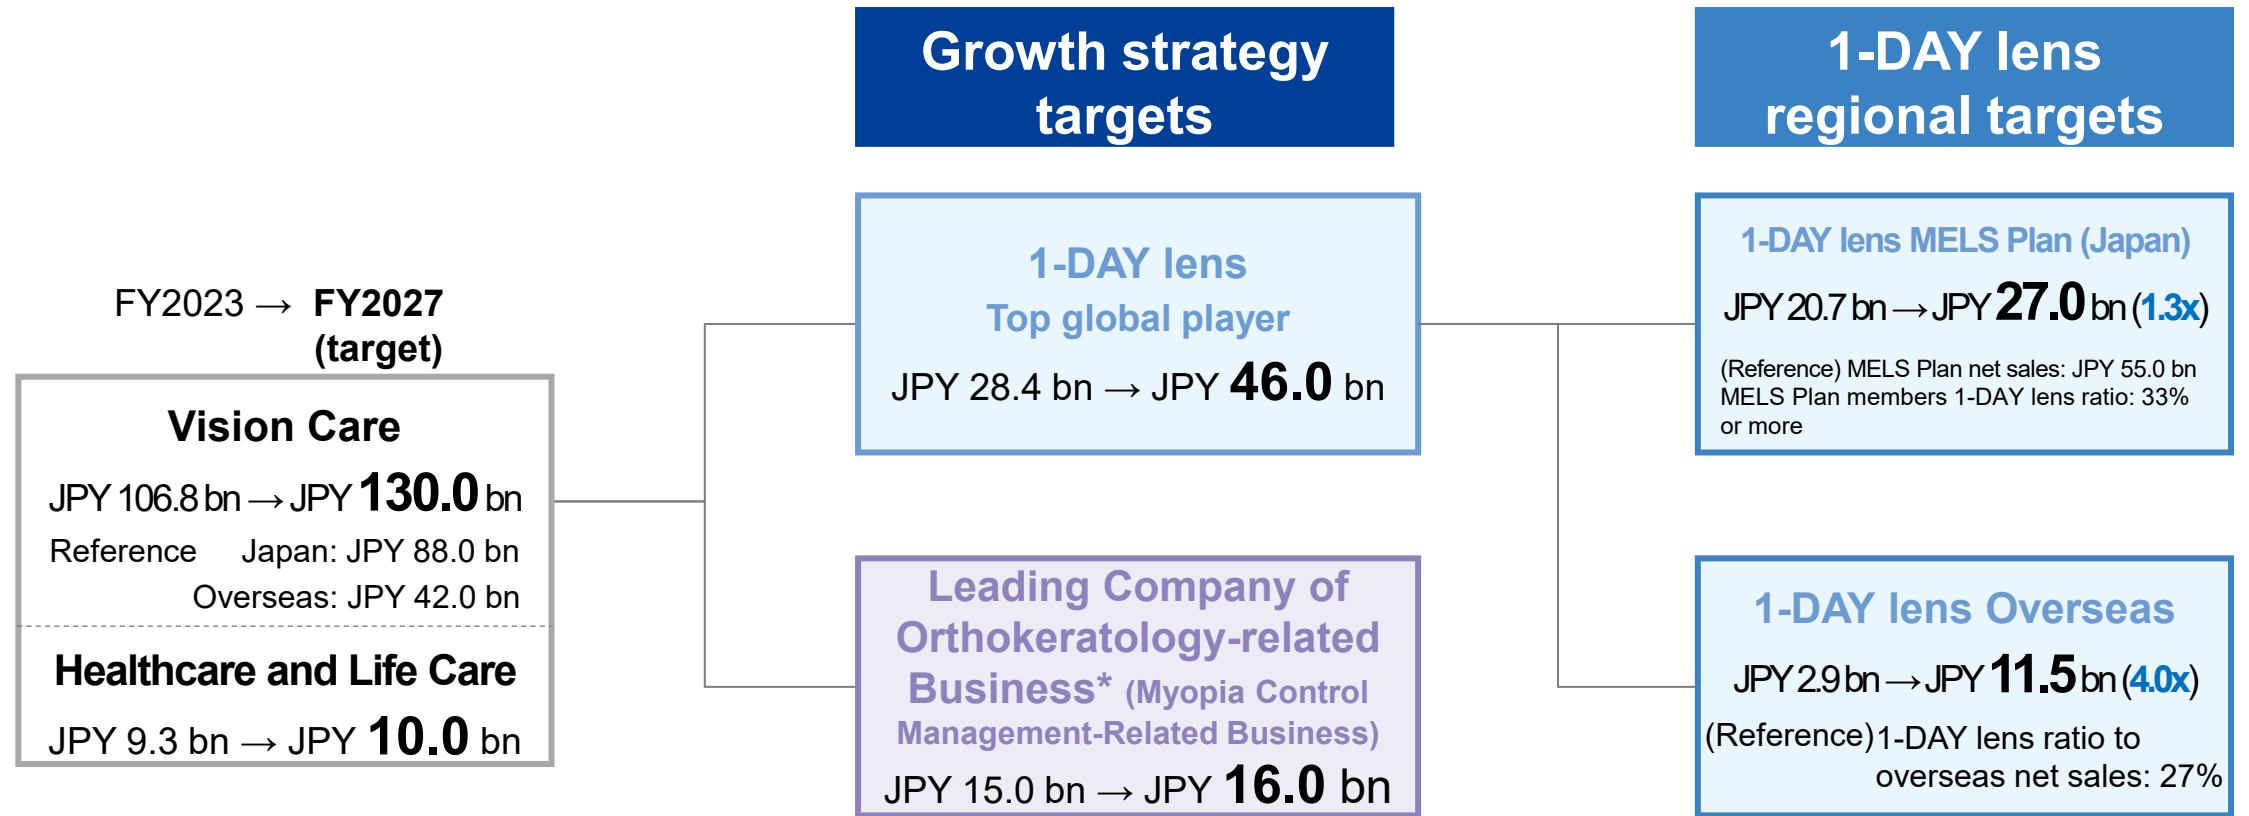 Growth strategy
targets
1-DAY lens
regional targets
FY2023 → FY2027
(target)
Vision Care
JPY 106.8 bn → JPY 130.0 bn
Reference Japan: JPY 88.0 bn
Overseas: JPY 42.0 bn
Healthcare and Life Care
JPY 9.3 bn → JPY 10.0 bn
1-DAY lens
Top global player
JPY 28.4 bn → JPY 46.0 bn
Leading Company of
Orthokeratology-related
Business* (Myopia Control
Management-Related Business)
JPY 15.0 bn → JPY 16.0 bn
1-DAY lens MELS Plan (Japan)
JPY 20.7 bn → JPY 27.0 bn (1.3x)
(Reference) MELS Plan net sales: JPY 55.0 bn
MELS Plan members 1-DAY lens ratio: 33%
or more
1-DAY lens Overseas
JPY 2.9 bn → JPY 11.5 bn (4.0x)
(Reference) 1-DAY lens ratio to
overseas net sales: 27%